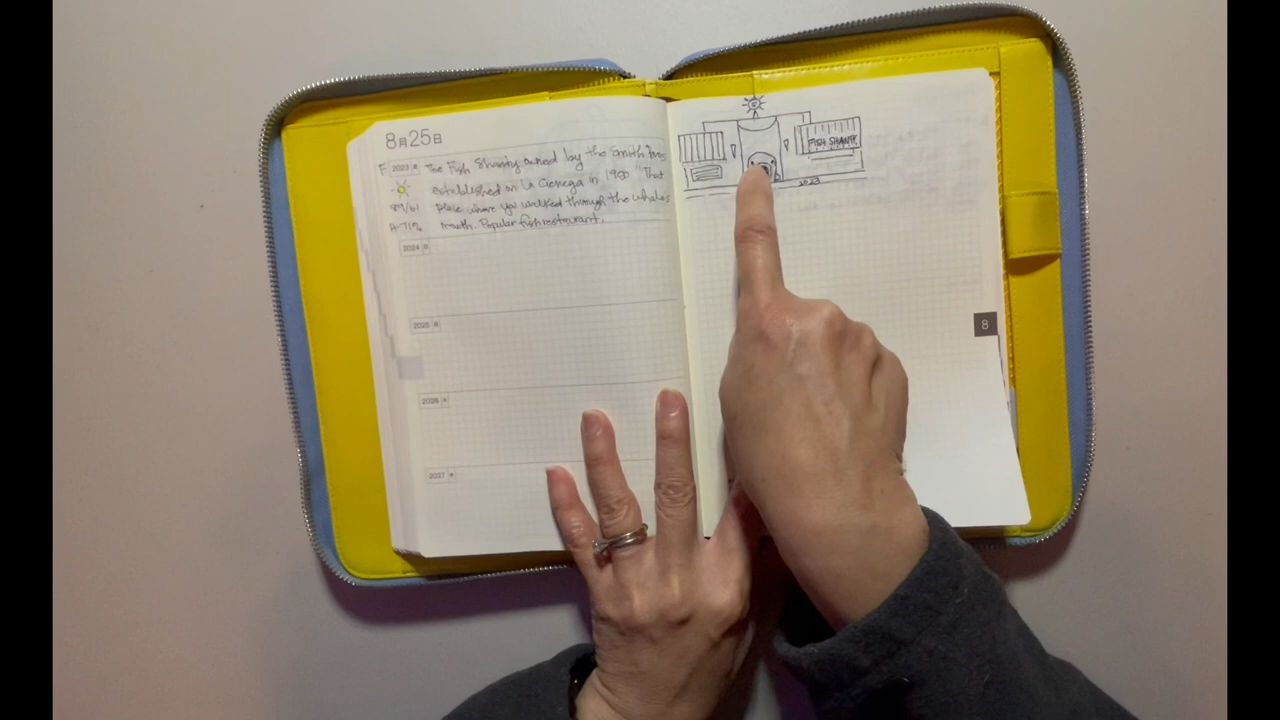 8月25日
F 2023 The Fish Shanty owned by the Smith Bros
established on La Cienega in 1980 "That
89/61 Place where you walked through the whales
H-71% mouth. Popular fish restaurant.
2024
2025
2026
2027
FISH SHANTY
2023
8